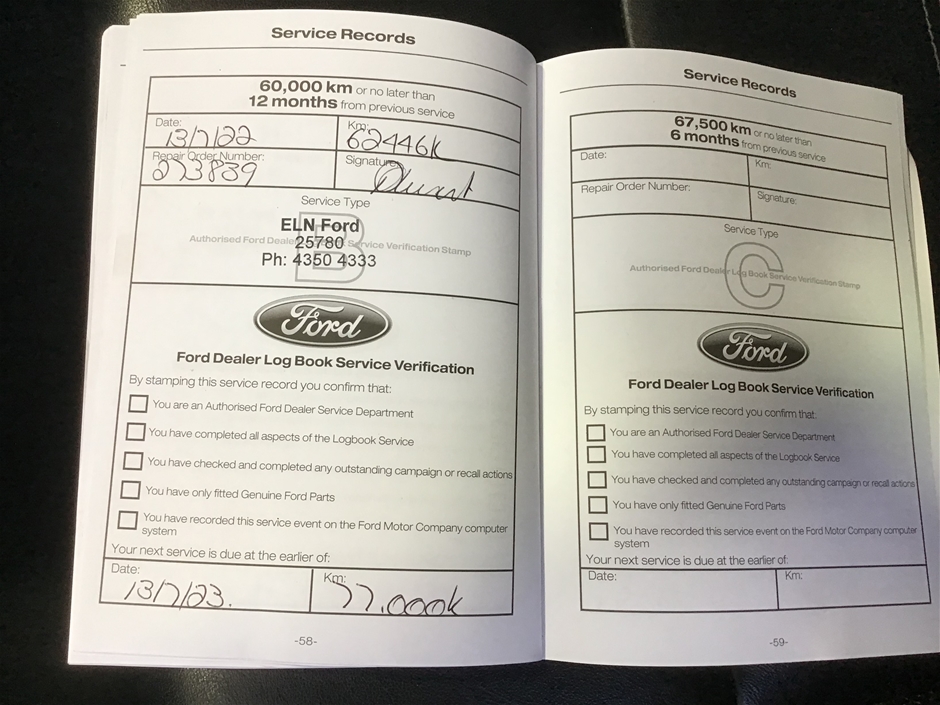 Service Records
60,000 km or no later than
12 months from previous service
Date:
13/7/22
Km:
62446K
Repair Order Number:
273839
Signature:
Service Type
B
ELN Ford
Authorised Ford Dealer Service Verification Stamp
25780
Ph: 4350 4333
Ford
Ford Dealer Log Book Service Verification
By stamping this service record you confirm that:
You are an Authorised Ford Dealer Service Department
You have completed all aspects of the Logbook Service
You have checked and completed any outstanding campaign or recall actions
You have only fitted Genuine Ford Parts
You have recorded this service event on the Ford Motor Company computer
system
Your next service is due at the earlier of:
Date:
13/7/23.
Km:
77,000K
-58-
Service Records
67,500 km or no later than
6 months from previous service
Date:
Km:
Repair Order Number:
Signature:
Service Type
C
Authorised Ford Dealer Log Book Service Verification Stamp
Ford
Ford Dealer Log Book Service Verification
By stamping this service record you confirm that:
You are an Authorised Ford Dealer Service Department
You have completed all aspects of the Logbook Service
You have checked and completed any outstanding campaign or recall actions
You have only fitted Genuine Ford Parts
You have recorded this service event on the Ford Motor Company computer
system
Your next service is due at the earlier of:
Date:
Km:
-59-